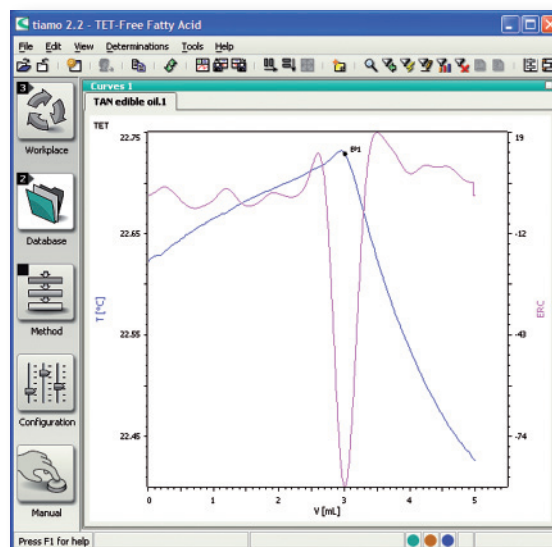 tiamo 2.2 - TET-Free Fatty Acid
File Edit View Determinations Tools Help
Curves 1
TAN edible oil.1
3
Workplace
2
Database
Method
Configuration
Manual
TET
22.75
22.65
22.55
22.45
T [°C]
EP1
19
-12
-43
-74
ERC
0 1 2 3 4 5
V [mL]
Press F1 for help